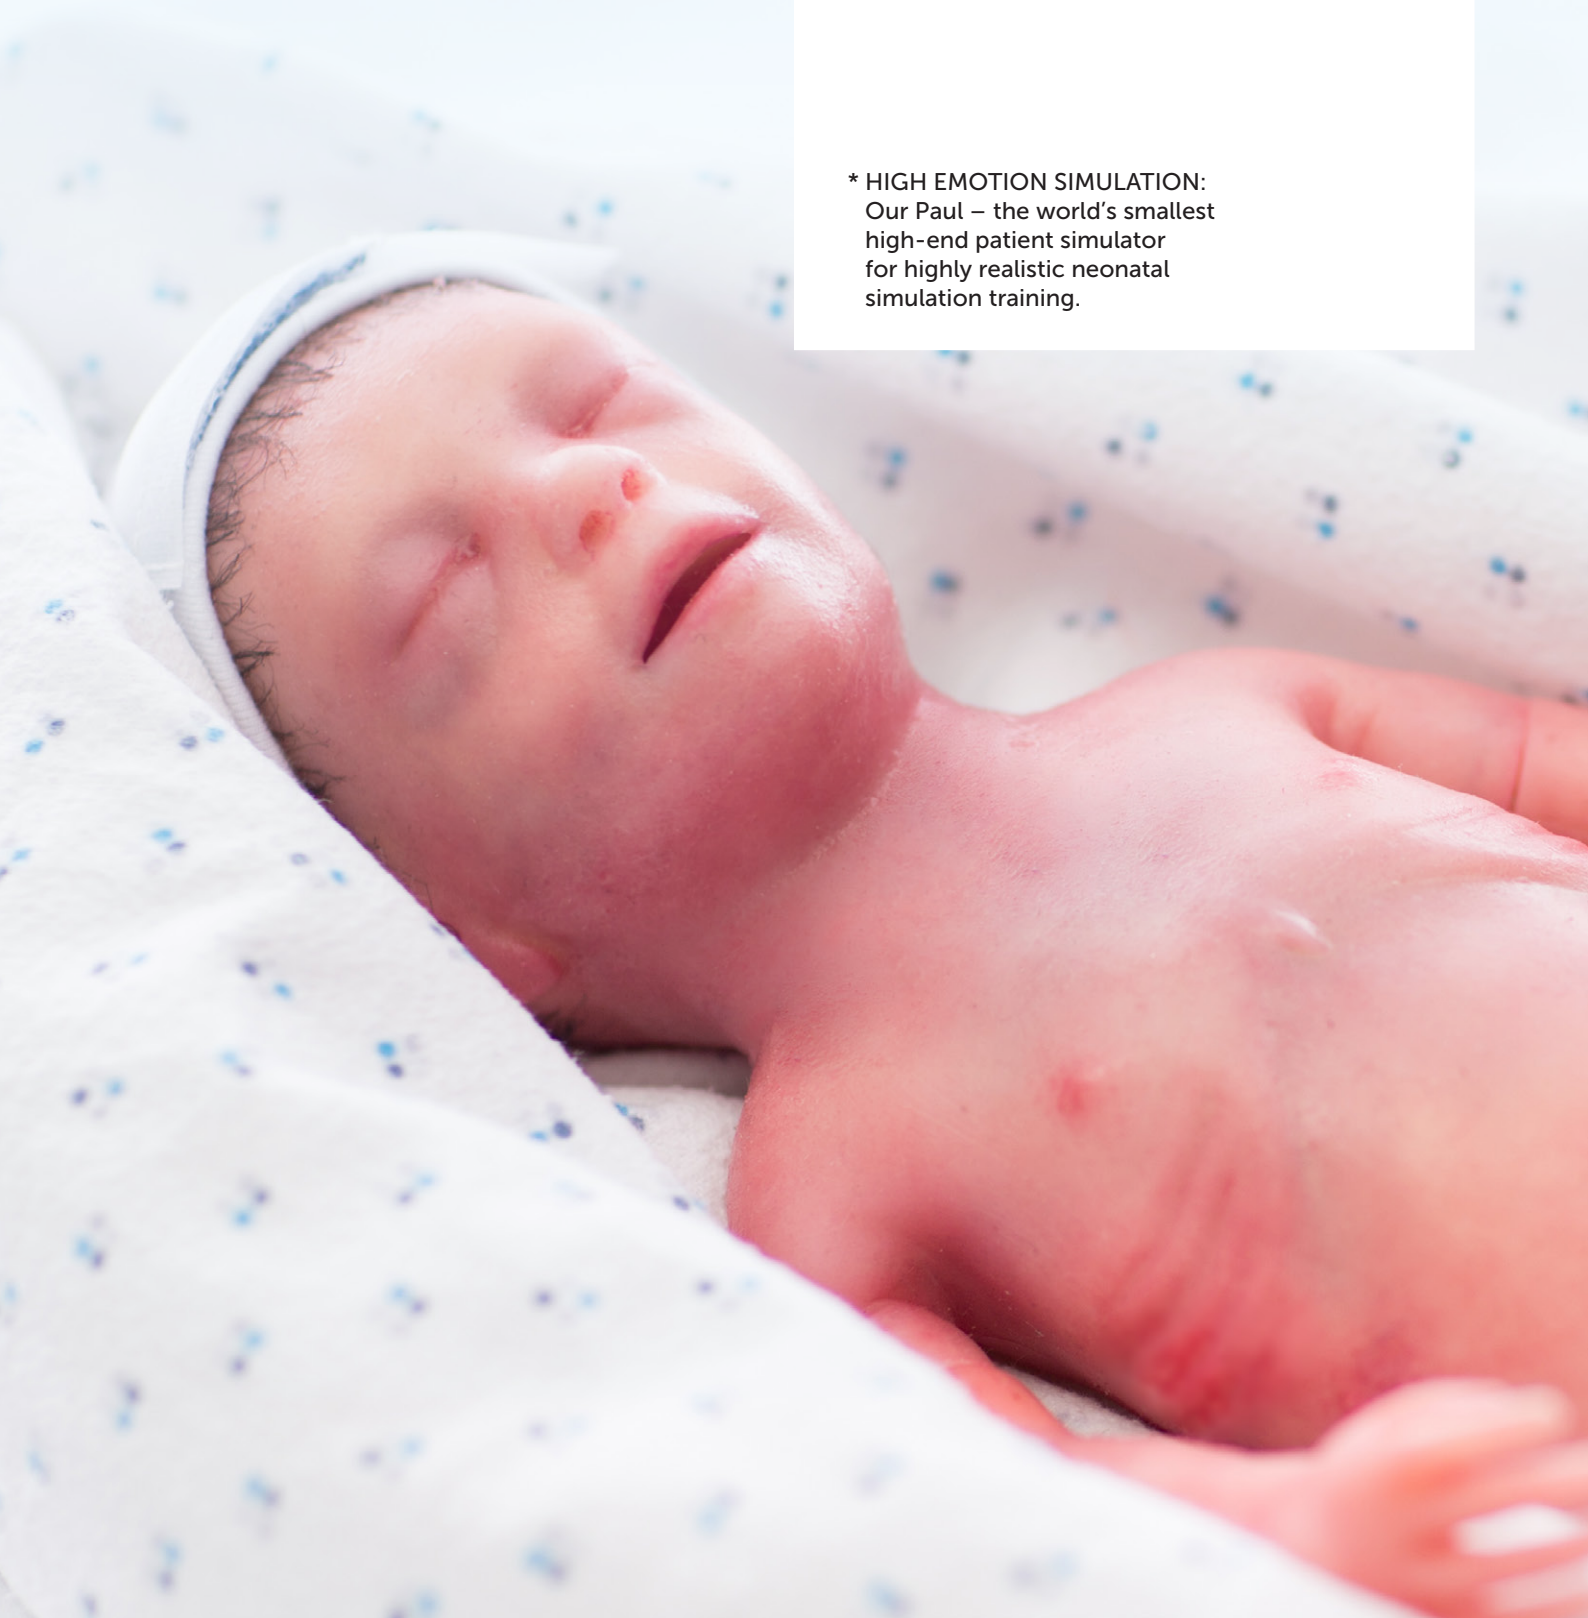 * HIGH EMOTION SIMULATION:
Our Paul – the world’s smallest
high-end patient simulator
for highly realistic neonatal
simulation training.